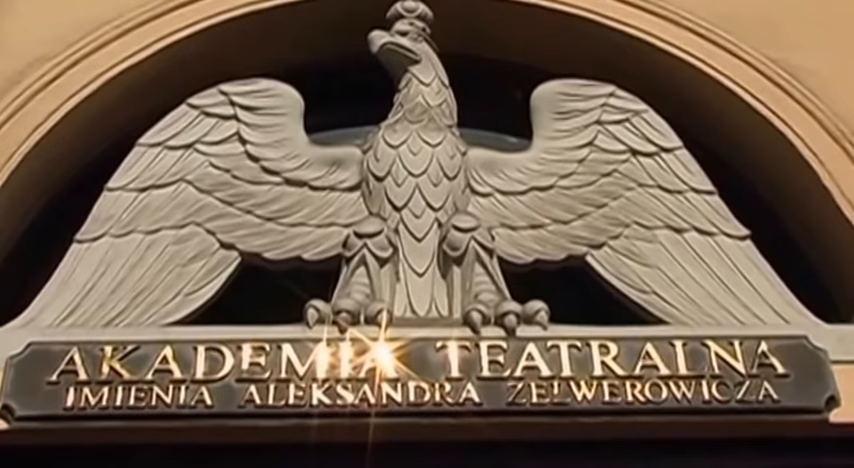 AKADEMIA TEATRALNA
IMIENIA ALEKSANDRA ZELWEROWICZA